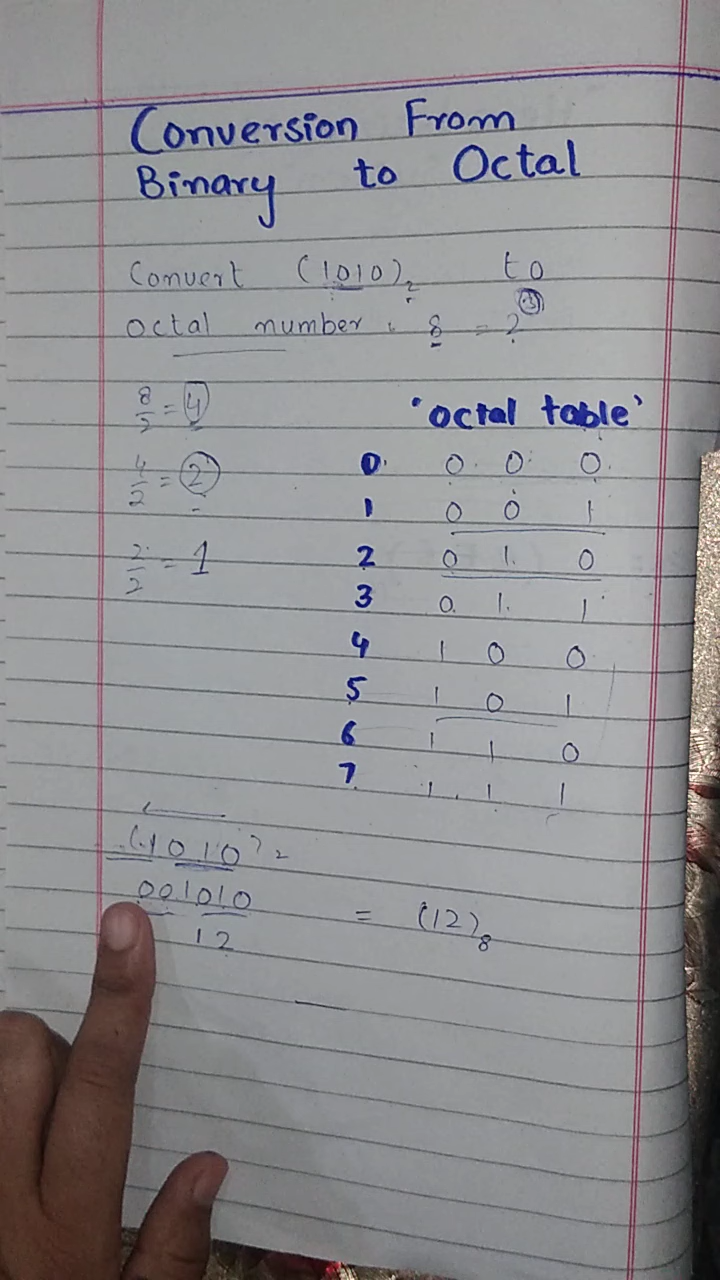 Conversion From
Binary to Octal
Convert (1010)₂ to
octal number. 8 = 2³
8/2 = 4
4/2 = 2
2/2 = 1
'octal table'
0 0 0 0
1 0 0 1
2 0 1 0
3 0 1 1
4 1 0 0
5 1 0 1
6 1 1 0
7 1 1 1
(1010)₂
001010 = (12)₈
12